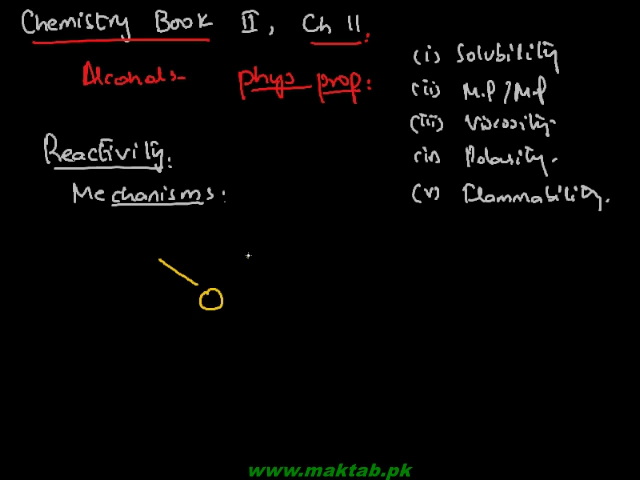 Chemistry Book II, Ch 11:
Alcohols- phys prop:
(i) Solubility
(ii) M.P / M.P
(iii) Viscosity-
(iv) Polarity-
(v) Flammability.
Reactivity:
Mechanisms:
O
www.maktab.pk